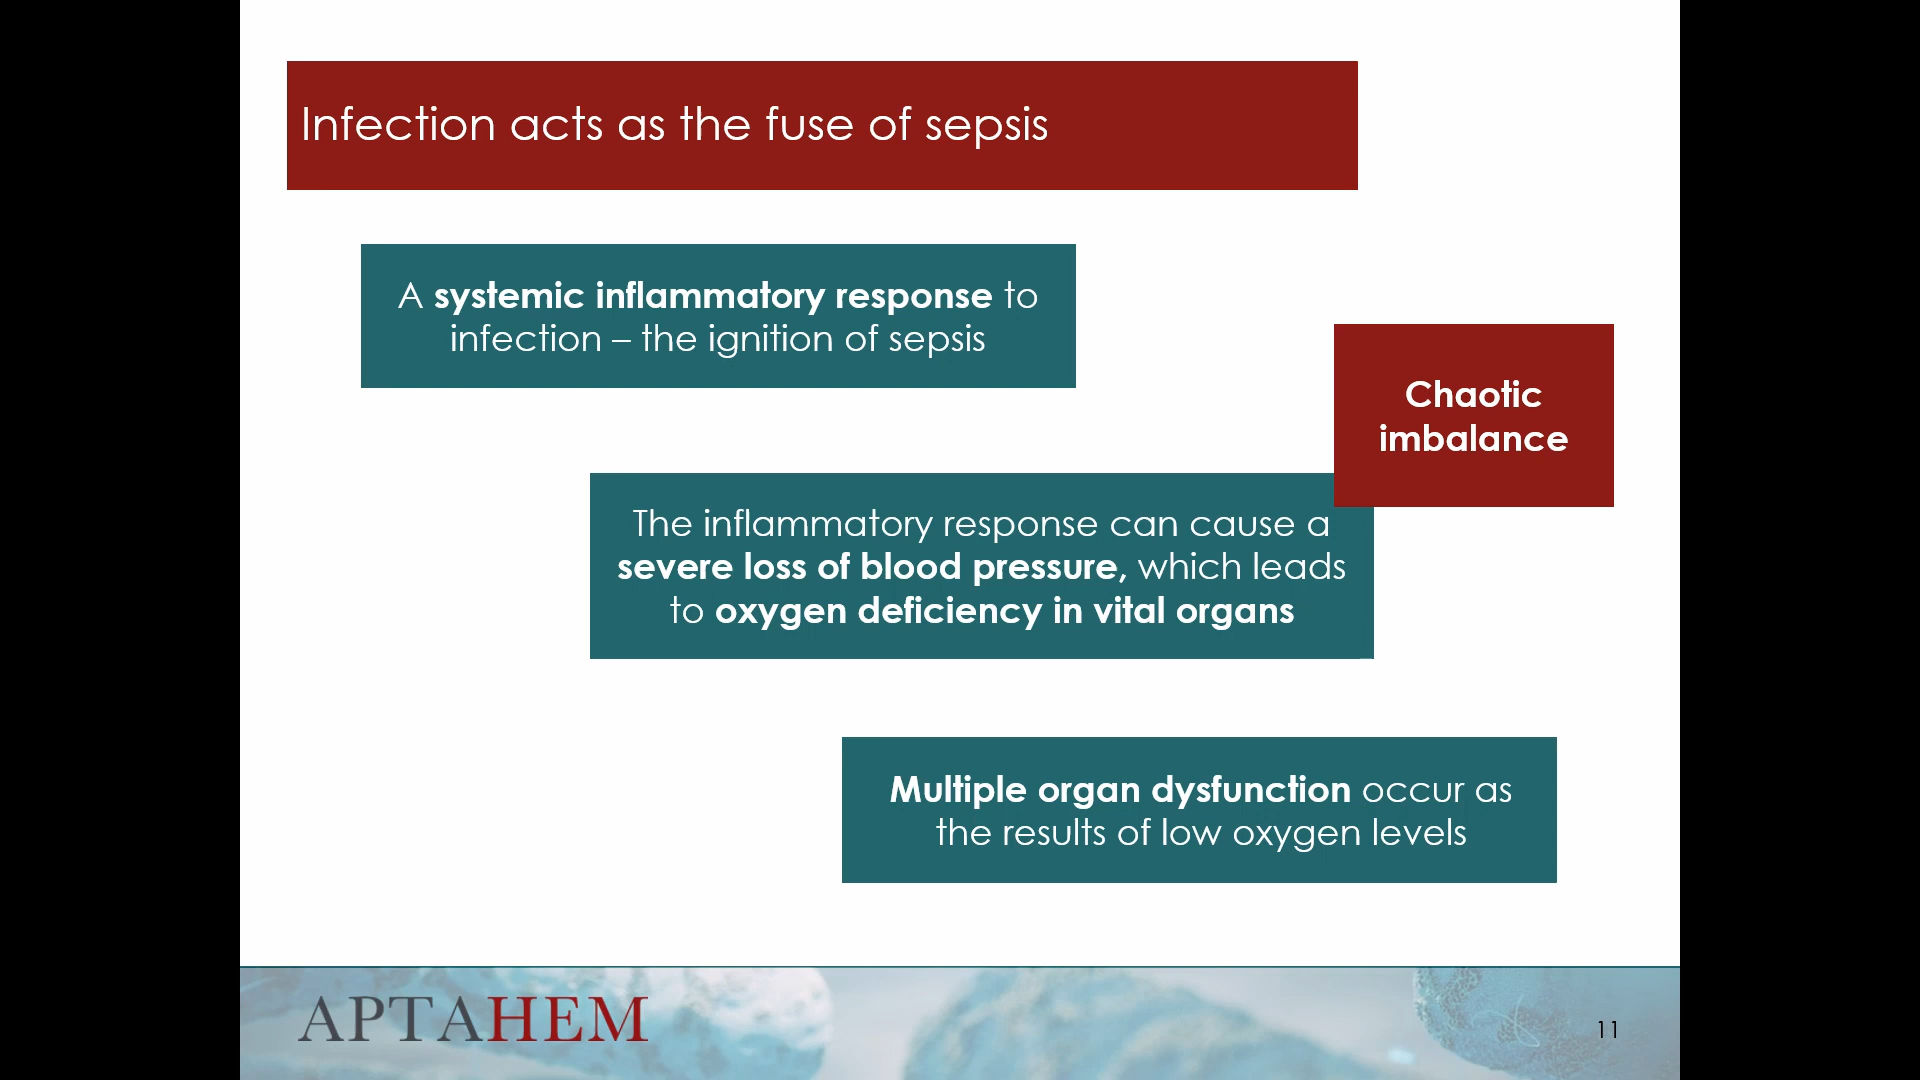 Infection acts as the fuse of sepsis
A systemic inflammatory response to
infection – the ignition of sepsis
Chaotic
imbalance
The inflammatory response can cause a
severe loss of blood pressure, which leads
to oxygen deficiency in vital organs
Multiple organ dysfunction occur as
the results of low oxygen levels
APTAHEM
11